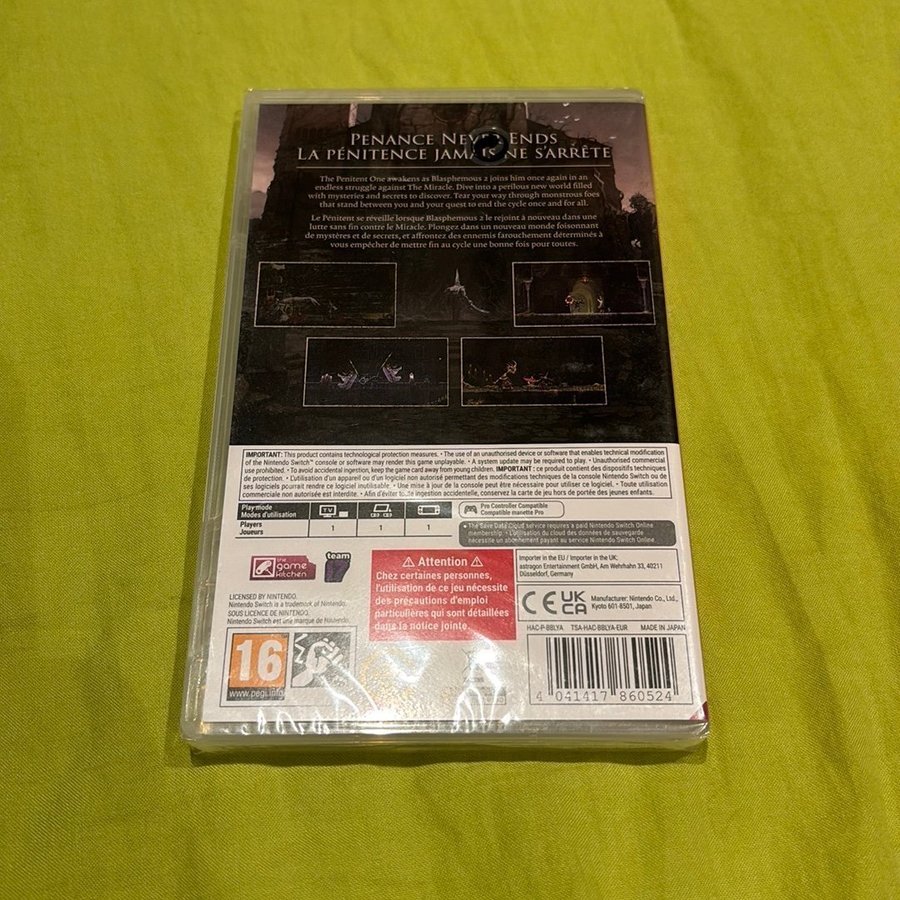 PENANCE NEVER ENDS
LA PÉNITENCE JAMAIS NE S'ARRÊTE
The Penitent One awakens as Blasphemous 2 joins him once again in an
endless struggle against The Miracle. Dive into a perilous new world filled
with mysteries and secrets to discover. Tear your way through monstrous foes
that stand between you and your quest to end the cycle once and for all.
Le Pénitent se réveille lorsque Blasphemous 2 le rejoint à nouveau dans une
lutte sans fin contre le Miracle. Plongez dans un nouveau monde foisonnant
de mystères et de secrets, et affrontez des ennemis farouchement déterminés à
vous empêcher de mettre fin au cycle une bonne fois pour toutes.
IMPORTANT: This product contains technological protection measures. • The use of an unauthorised device or software that enables technical modification
of the Nintendo Switch™ console or software may render this game unplayable. • A system update may be required to play. • Unauthorised commercial
use prohibited. • To avoid accidental ingestion, keep the game card away from young children. IMPORTANT : ce produit contient des dispositifs techniques
de protection. • L'utilisation d'un appareil ou d'un logiciel non autorisé permettant des modifications techniques de la console Nintendo Switch ou de
ses logiciels pourrait rendre ce logiciel inutilisable. • Une mise à jour de la console peut être nécessaire pour utiliser ce logiciel. • Toute utilisation
commerciale non autorisée est interdite. • Afin d'éviter toute ingestion accidentelle, conservez la carte de jeu hors de portée des jeunes enfants.
Play mode
Modes d'utilisation
TV
Players
Joueurs
1 1 1
Pro Controller Compatible
Compatible manette Pro
• The Save Data Cloud service requires a paid Nintendo Switch Online
membership. • L'utilisation du cloud des données de sauvegarde
nécessite un abonnement payant au service Nintendo Switch Online.
the
game
kitchen
team
17
⚠ Attention ⚠
Chez certaines personnes,
l'utilisation de ce jeu nécessite
des précautions d'emploi
particulières qui sont détaillées
dans la notice jointe.
Importer in the EU / Importer in the UK:
astragon Entertainment GmbH, Am Wehrhahn 33, 40211
Düsseldorf, Germany
CE UK
CA
Manufacturer: Nintendo Co., Ltd.,
Kyoto 601-8501, Japan
LICENSED BY NINTENDO.
Nintendo Switch is a trademark of Nintendo.
SOUS LICENCE DE NINTENDO.
Nintendo Switch est une marque de Nintendo.
HAC-P-BBLYA TSA-HAC-BBLYA-EUR MADE IN JAPAN
16
www.pegi.info
4 041417 860524